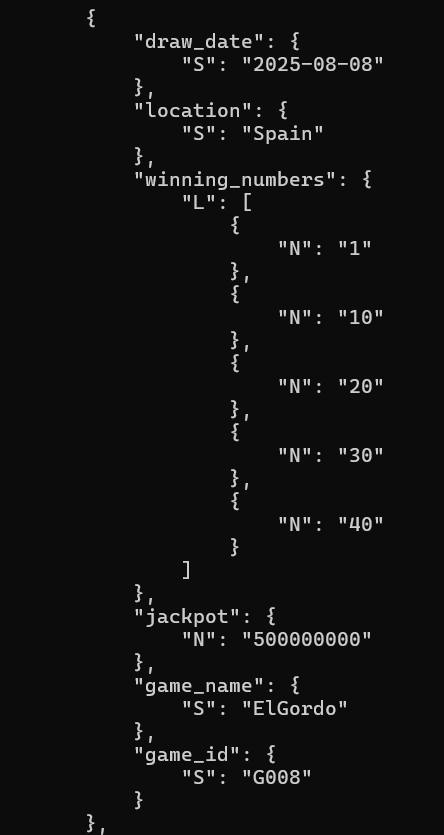 {
"draw_date": {
"S": "2025-08-08"
},
"location": {
"S": "Spain"
},
"winning_numbers": {
"L": [
{
"N": "1"
},
{
"N": "10"
},
{
"N": "20"
},
{
"N": "30"
},
{
"N": "40"
}
]
},
"jackpot": {
"N": "500000000"
},
"game_name": {
"S": "ElGordo"
},
"game_id": {
"S": "G008"
}
},